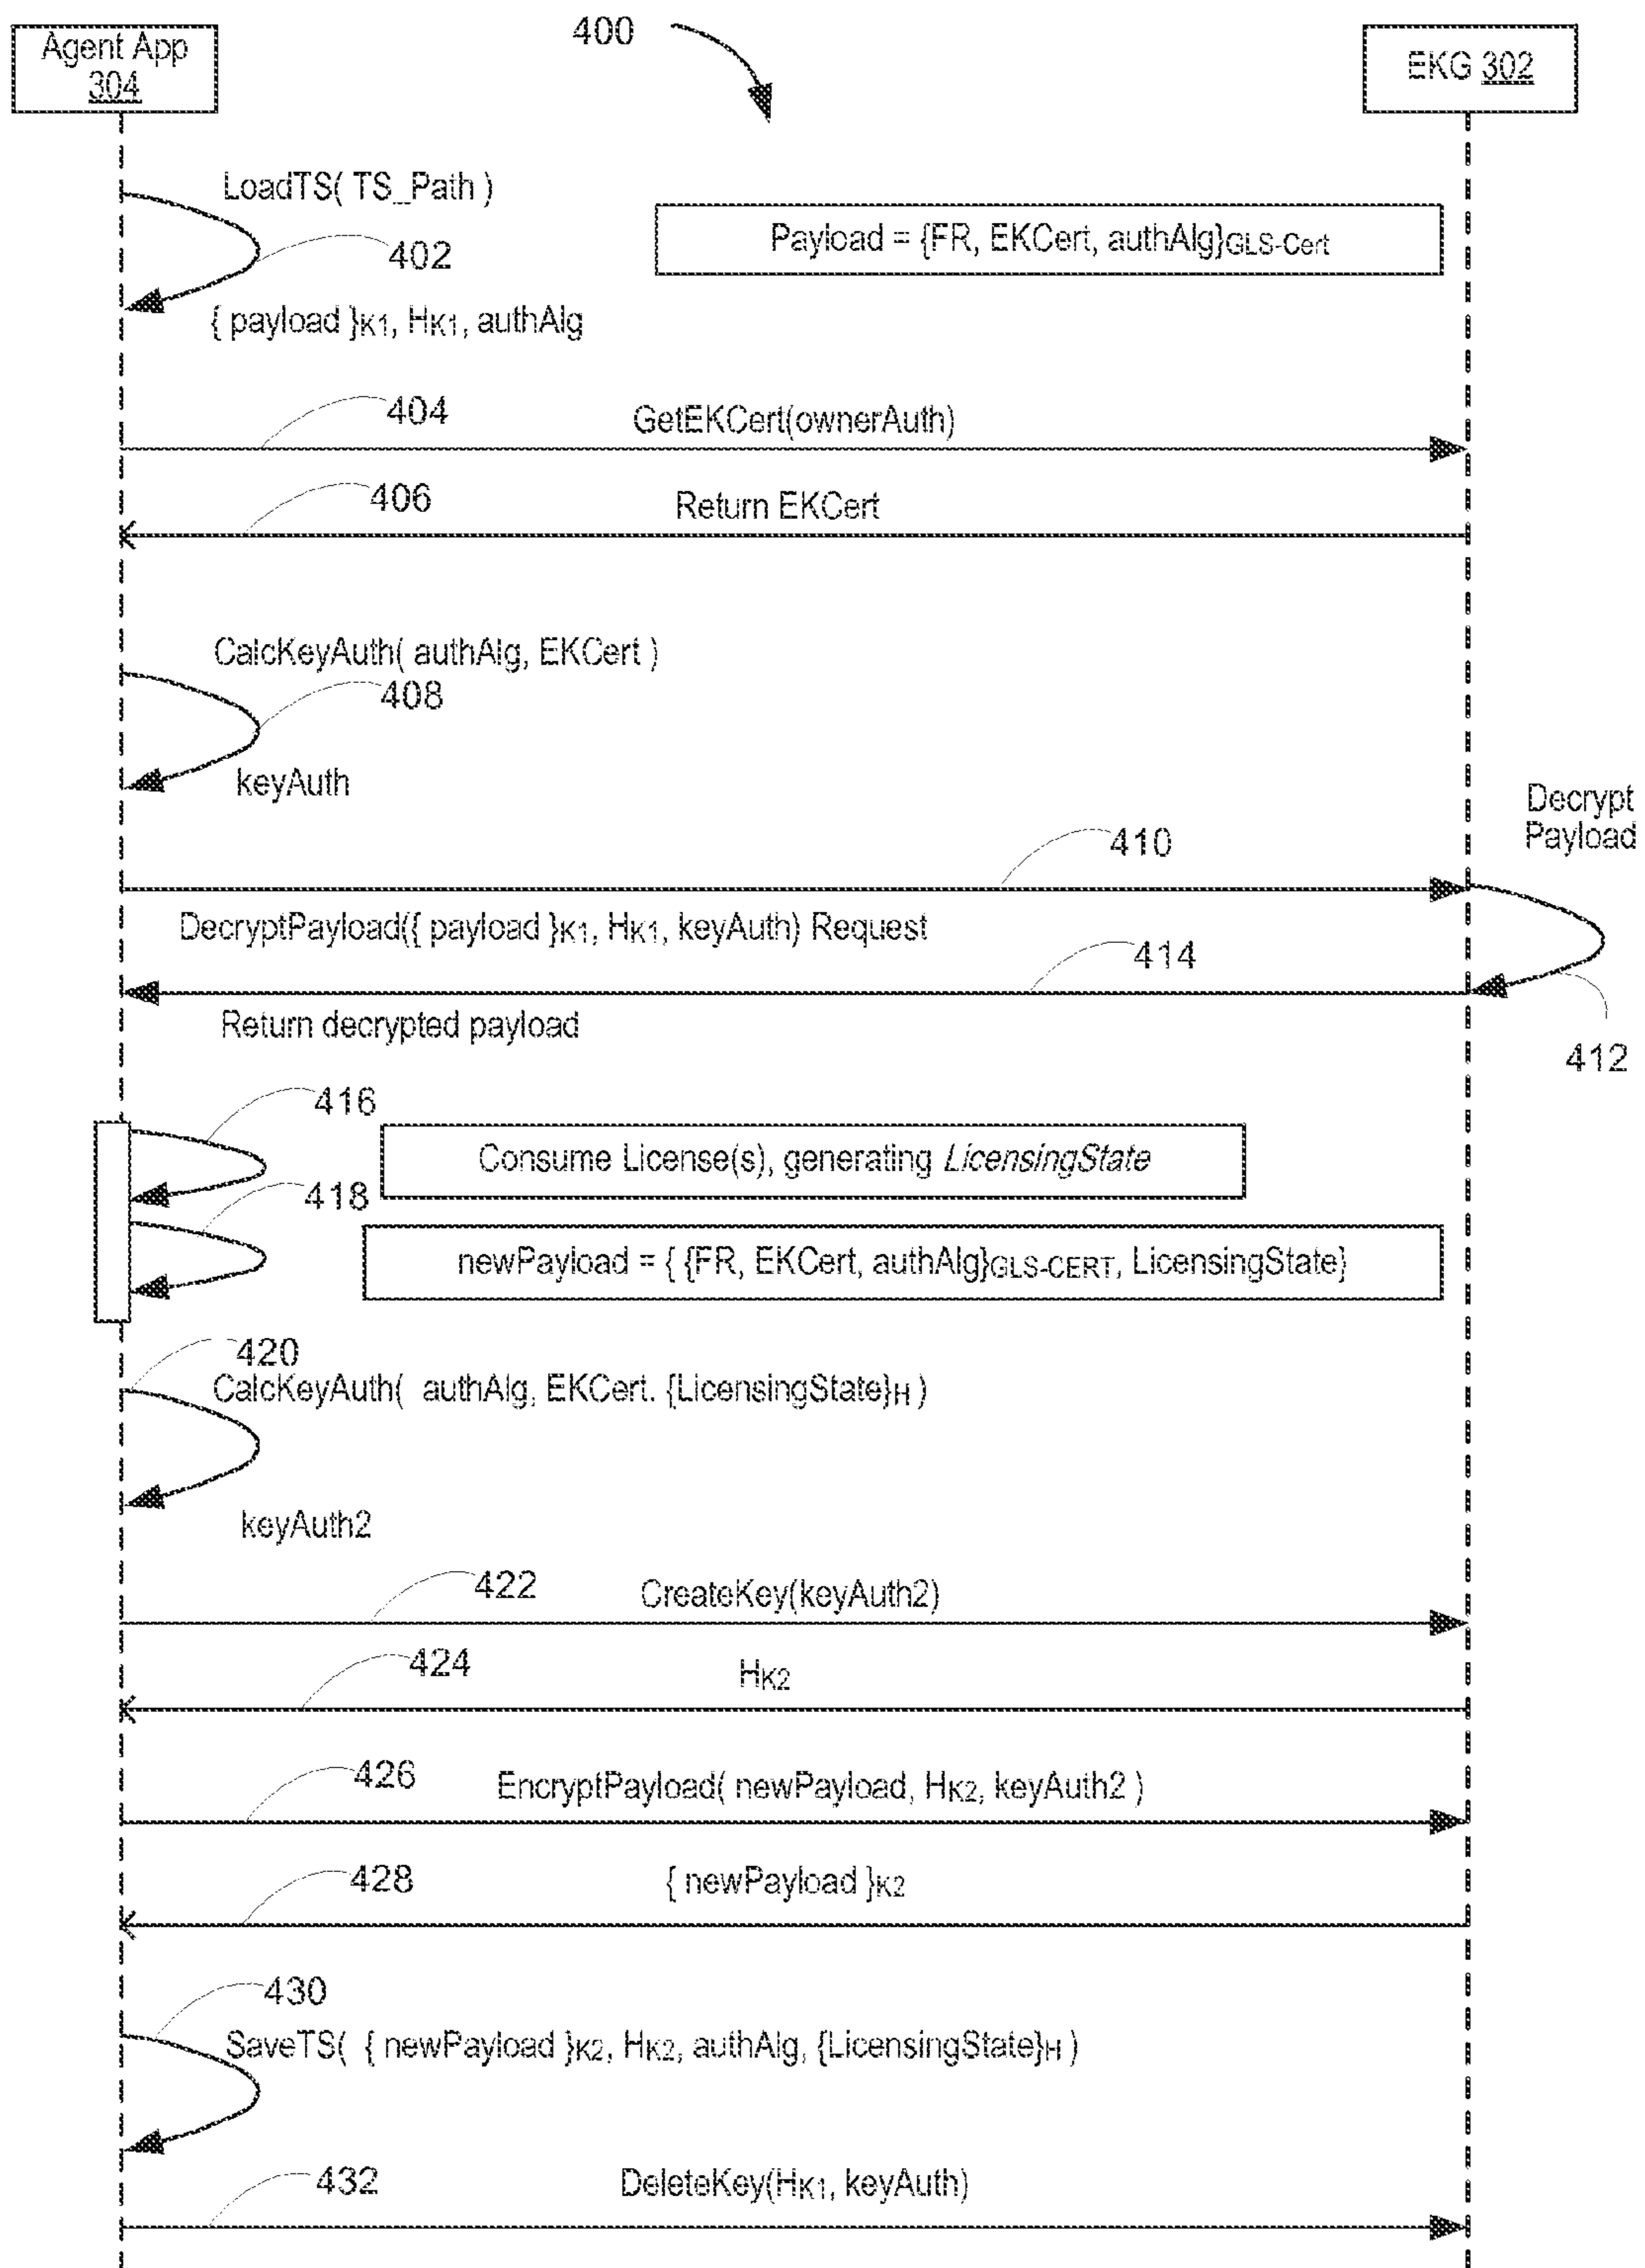 400
Agent App
304
EKG 302
LoadTS( TS_Path )
Payload = {FR, EKCert, authAlg}GLS-Cert
402
{ payload }K1, HK1, authAlg
404
GetEKCert(ownerAuth)
406
Return EKCert
CalcKeyAuth( authAlg, EKCert )
408
keyAuth
Decrypt
Payload
410
DecryptPayload({ payload }K1, HK1, keyAuth) Request
414
Return decrypted payload
412
416
Consume License(s), generating LicensingState
418
newPayload = { {FR, EKCert, authAlg}GLS-CERT, LicensingState}
420
CalcKeyAuth( authAlg, EKCert. {LicensingState}H )
keyAuth2
422
CreateKey(keyAuth2)
424
HK2
426
EncryptPayload( newPayload, HK2, keyAuth2 )
428
{ newPayload }K2
430
SaveTS( { newPayload }K2, HK2, authAlg, {LicensingState}H )
432
DeleteKey(HK1, keyAuth)